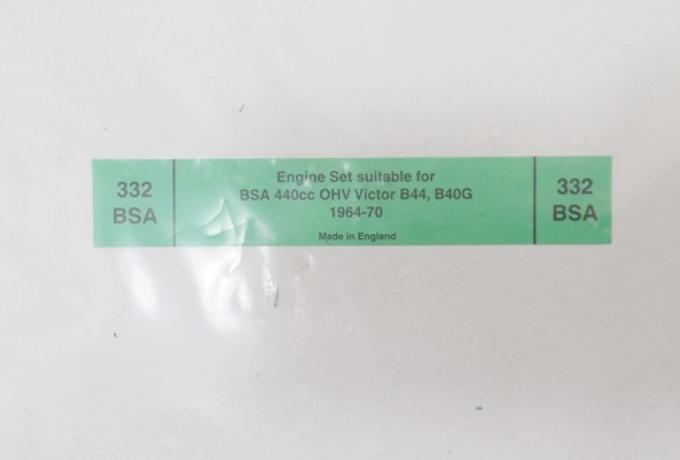 332
BSA
Engine Set suitable for
BSA 440cc OHV Victor B44, B40G
1964-70
Made in England
332
BSA